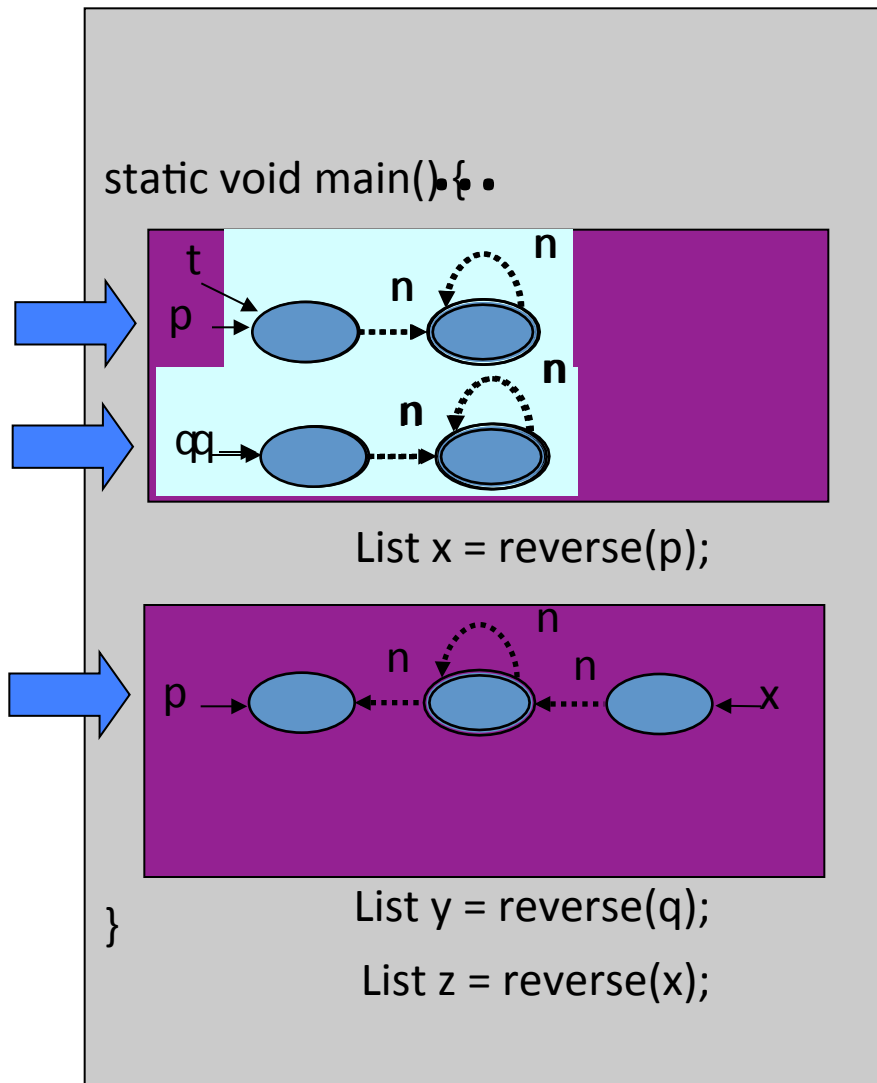 static void main() {...
t
n
n
p
n
n
qq
List x = reverse(p);
n
n
n
p
x
List y = reverse(q);
}
List z = reverse(x);